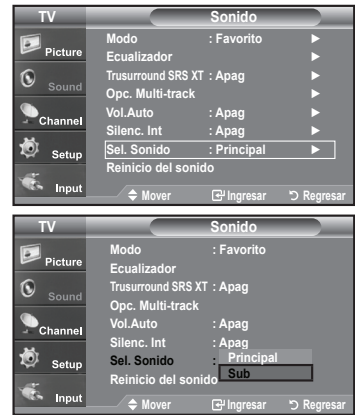 TV Sonido
Picture
Sound
Channel
Setup
Input
Modo : Favorito ►
Ecualizador ►
Trusurround SRS XT : Apag ►
Opc. Multi-track ►
Vol.Auto : Apag ►
Silenc. Int : Apag ►
Sel. Sonido : Principal ►
Reinicio del sonido
Mover Ingresar Regresar
TV Sonido
Picture
Sound
Channel
Setup
Input
Modo : Favorito
Ecualizador
Trusurround SRS XT : Apag
Opc. Multi-track
Vol.Auto : Apag
Silenc. Int : Apag
Sel. Sonido : Principal
Sub
Reinicio del sonido
Mover Ingresar Regresar